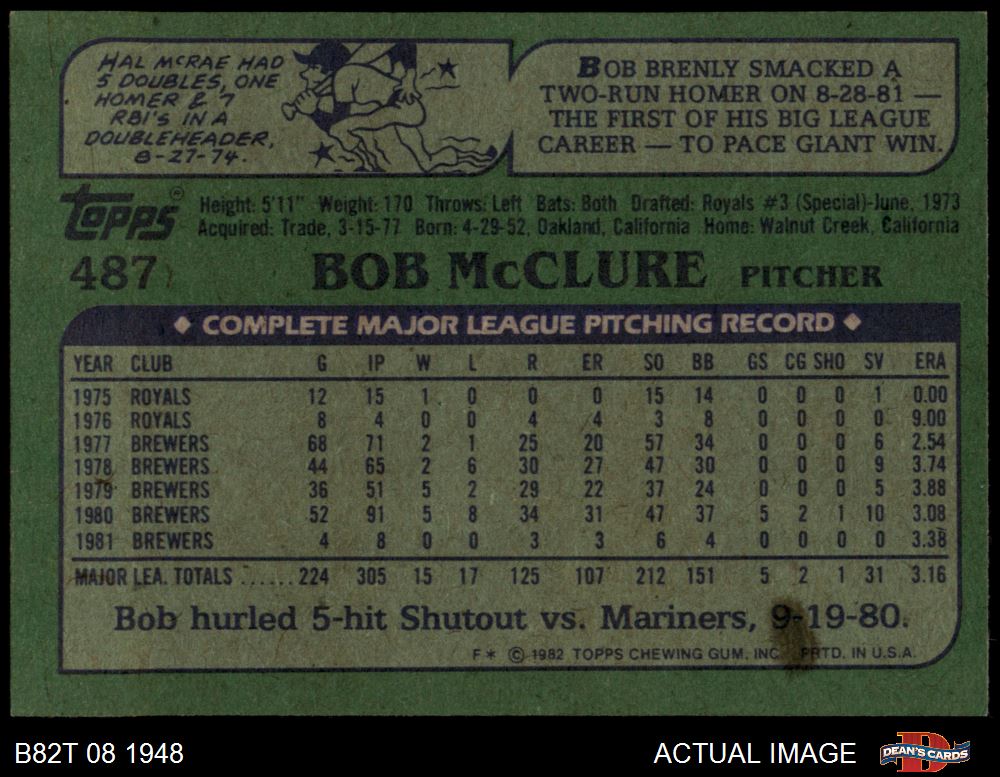 HAL McRAE HAD
5 DOUBLES, ONE
HOMER & 7
RBI'S IN A
DOUBLEHEADER,
8-27-74.
BOB BRENLY SMACKED A
TWO-RUN HOMER ON 8-28-81 —
THE FIRST OF HIS BIG LEAGUE
CAREER — TO PACE GIANT WIN.
Topps®
Height: 5'11" Weight: 170 Throws: Left Bats: Both Drafted: Royals #3 (Special)-June, 1973
Acquired: Trade, 3-15-77 Born: 4-29-52, Oakland, California Home: Walnut Creek, California
487 BOB McCLURE PITCHER
◆ COMPLETE MAJOR LEAGUE PITCHING RECORD ◆
YEAR CLUB G IP W L R ER SO BB GS CG SHO SV ERA
1975 ROYALS 12 15 1 0 0 0 15 14 0 0 0 1 0.00
1976 ROYALS 8 4 0 0 4 4 3 8 0 0 0 0 9.00
1977 BREWERS 68 71 2 1 25 20 57 34 0 0 0 6 2.54
1978 BREWERS 44 65 2 6 30 27 47 30 0 0 0 9 3.74
1979 BREWERS 36 51 5 2 29 22 37 24 0 0 0 5 3.88
1980 BREWERS 52 91 5 8 34 31 47 37 5 2 1 10 3.08
1981 BREWERS 4 8 0 0 3 3 6 4 0 0 0 0 3.38
MAJOR LEA. TOTALS ...... 224 305 15 17 125 107 212 151 5 2 1 31 3.16
Bob hurled 5-hit Shutout vs. Mariners, 9-19-80.
F* © 1982 TOPPS CHEWING GUM, INC. PRTD. IN U.S.A.
B82T 08 1948
ACTUAL IMAGE
DEAN'S CARDS